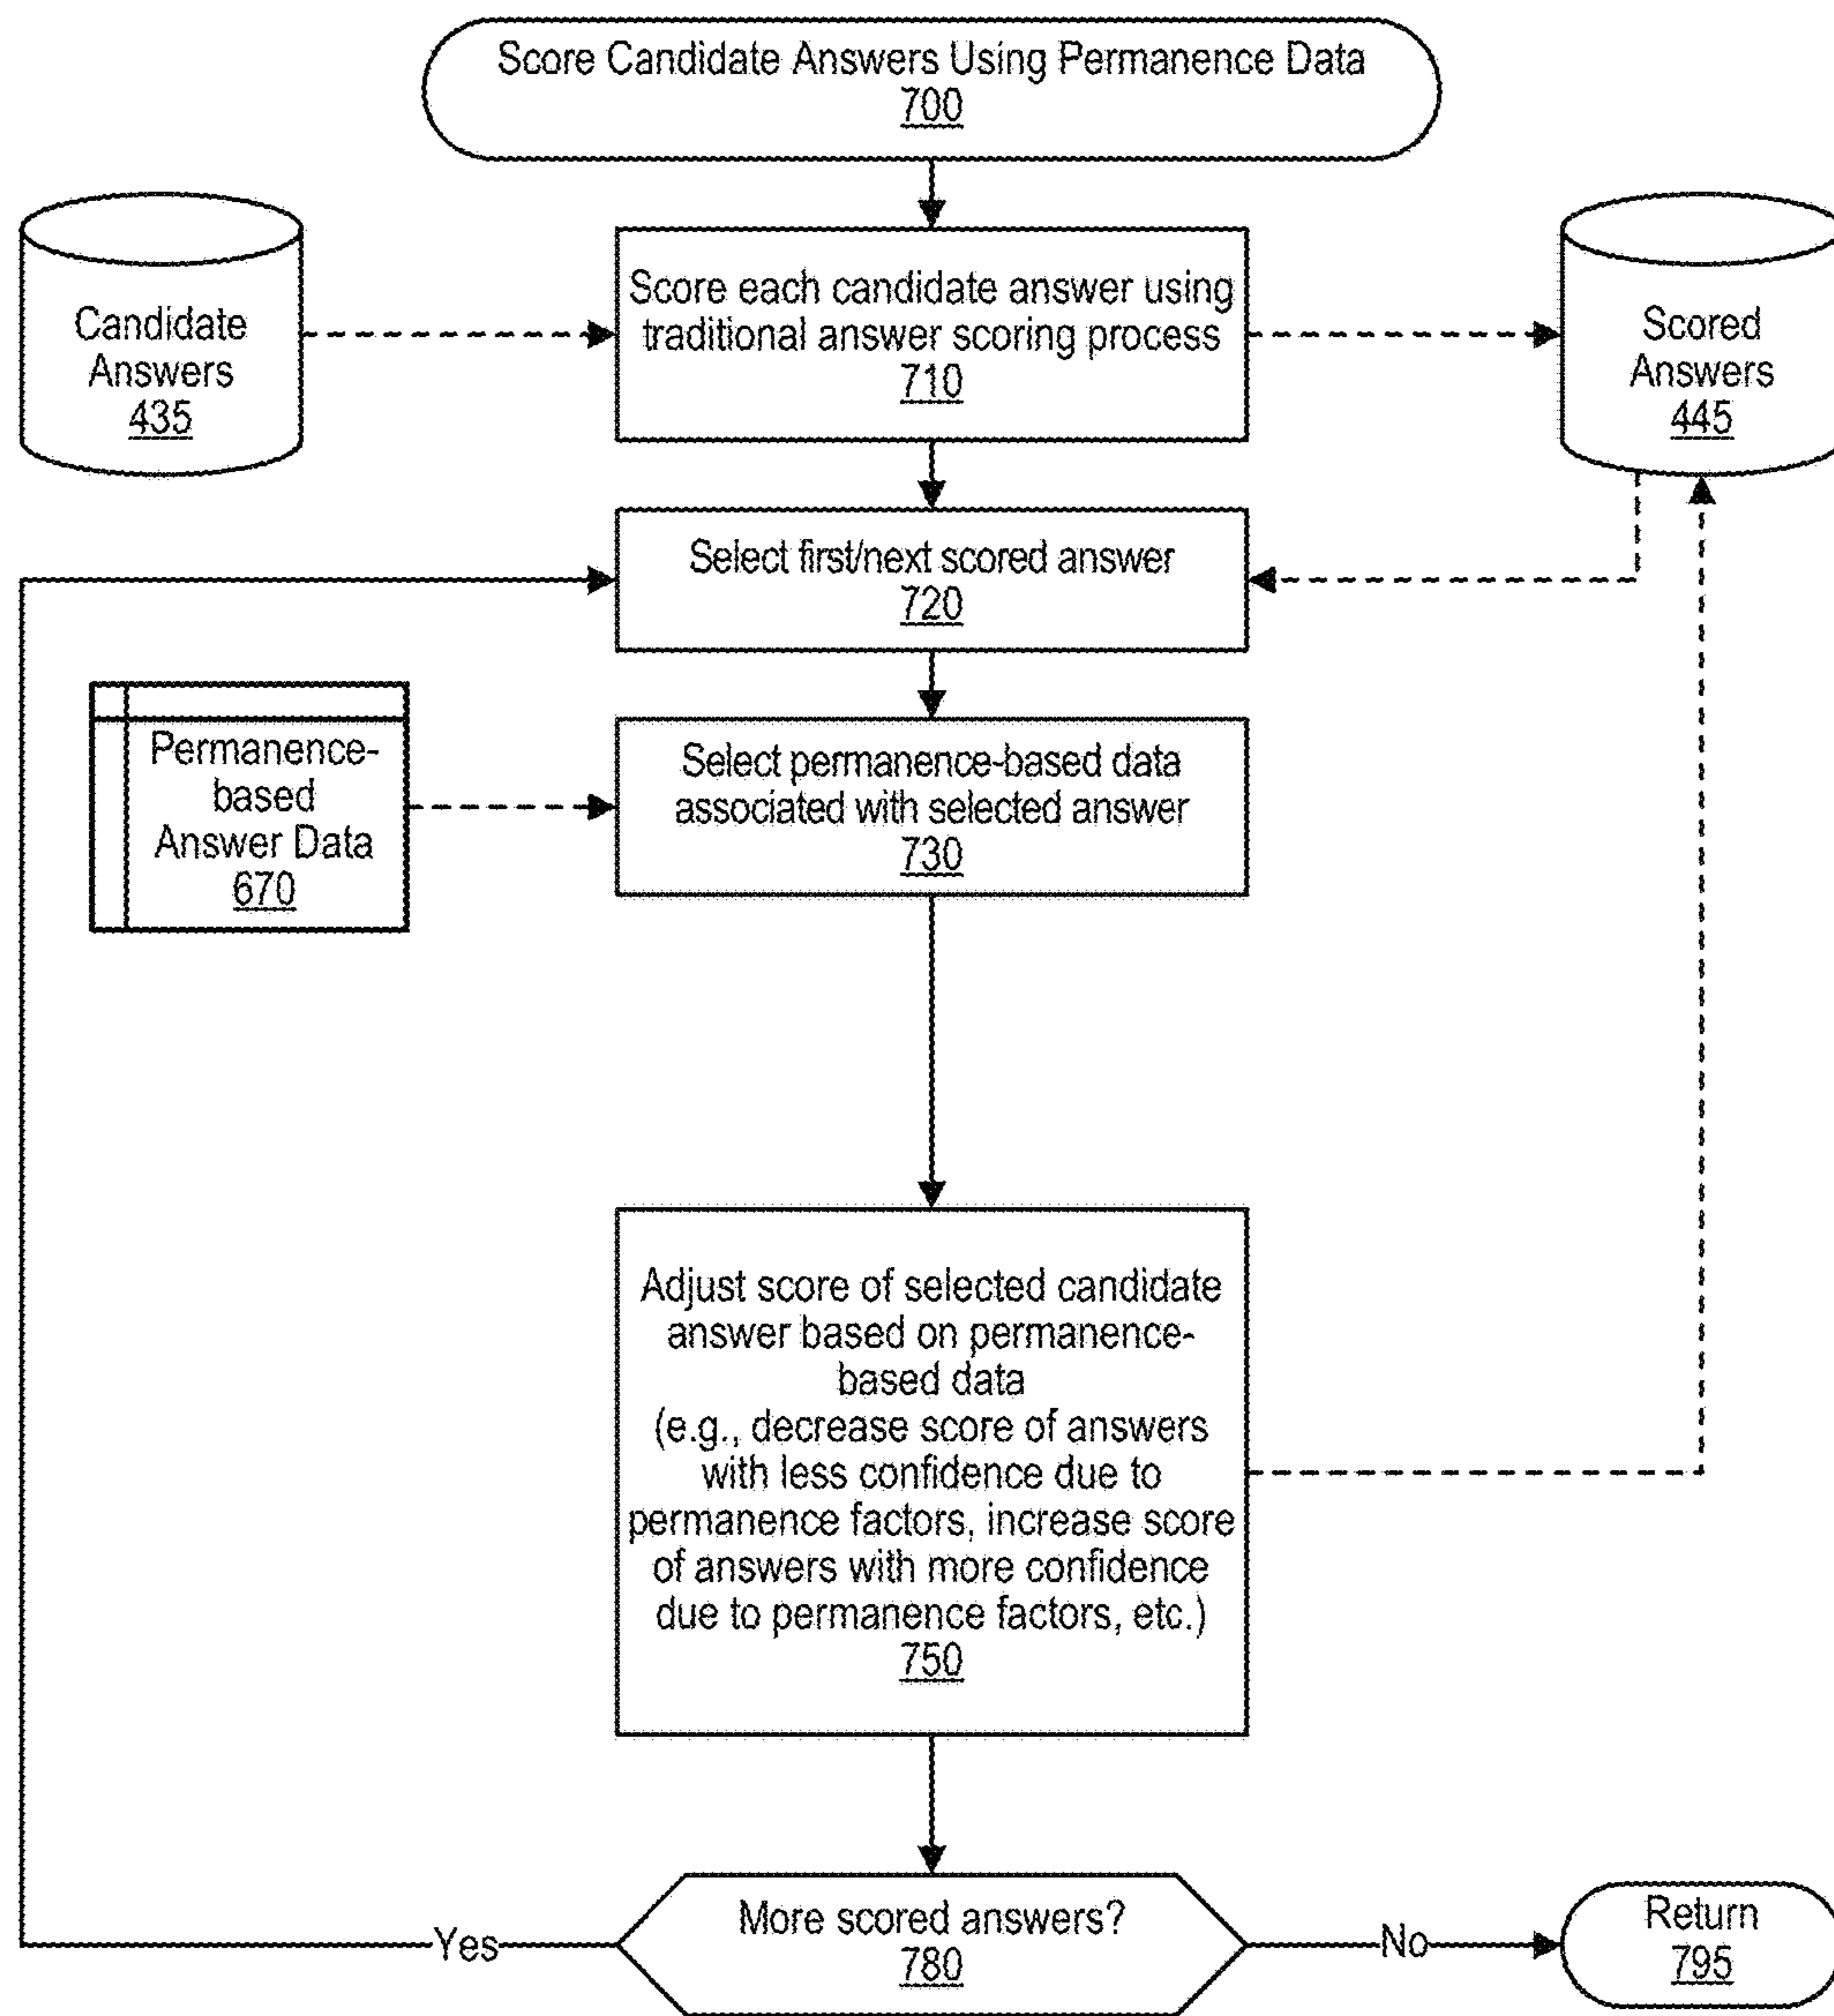 Score Candidate Answers Using Permanence Data
700
Candidate
Answers
435
Score each candidate answer using
traditional answer scoring process
710
Scored
Answers
445
Select first/next scored answer
720
Permanence-
based
Answer Data
670
Select permanence-based data
associated with selected answer
730
Adjust score of selected candidate
answer based on permanence-
based data
(e.g., decrease score of answers
with less confidence due to
permanence factors, increase score
of answers with more confidence
due to permanence factors, etc.)
750
Yes
More scored answers?
780
No
Return
795